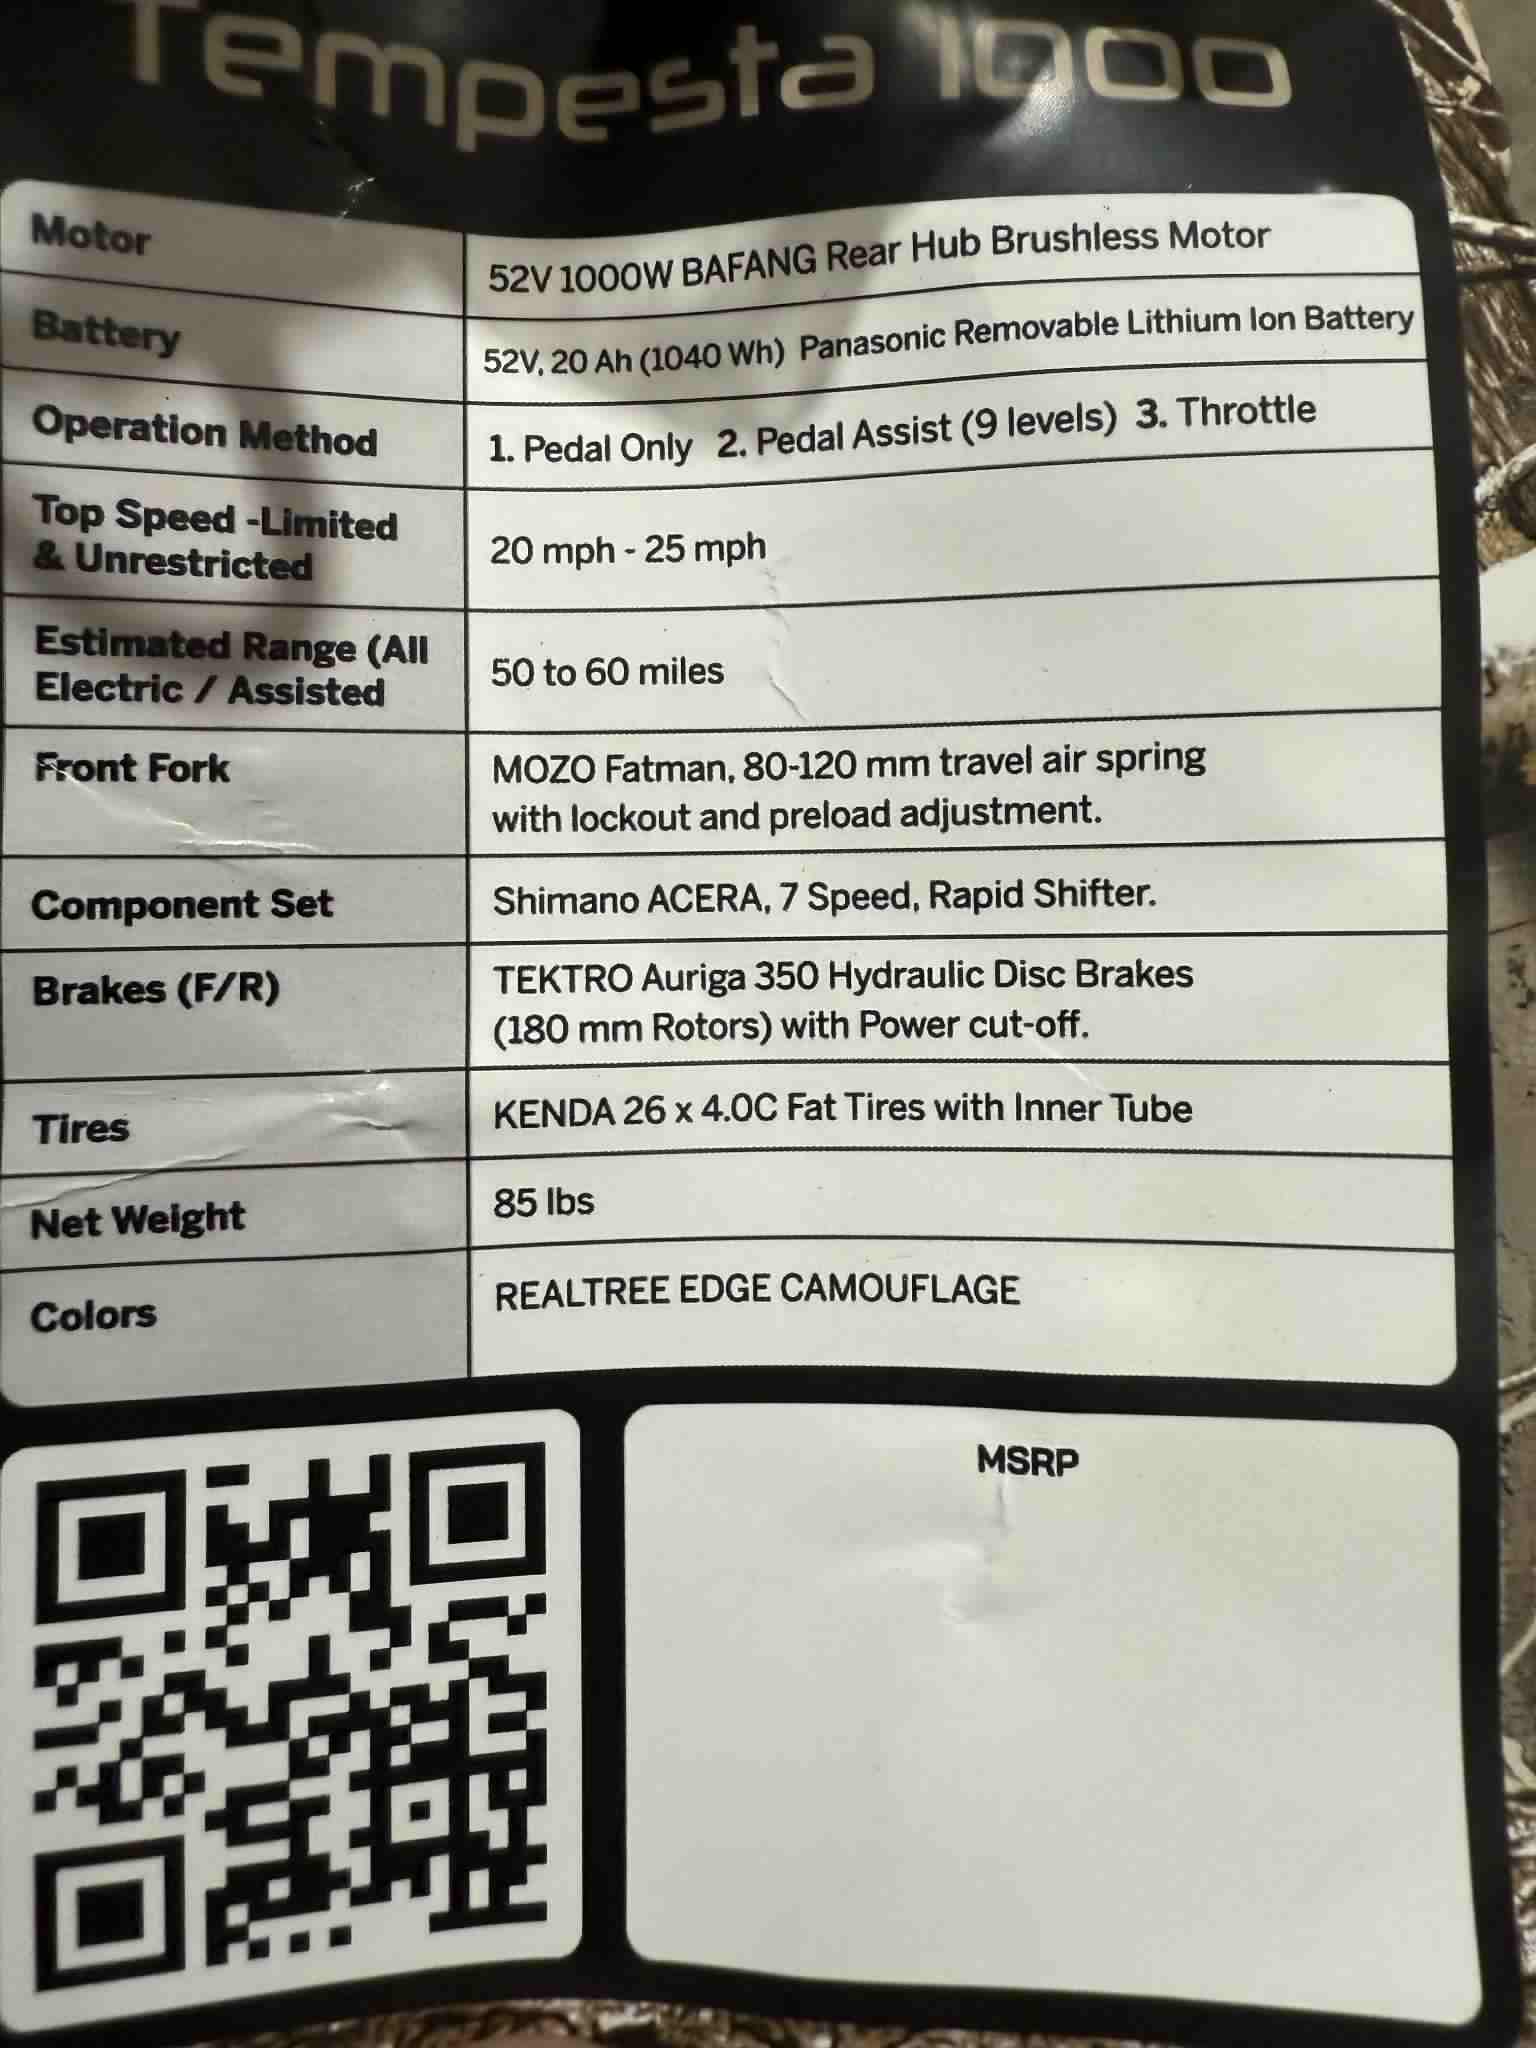 Tempesta 1000
Motor
52V 1000W BAFANG Rear Hub Brushless Motor
Battery
52V, 20 Ah (1040 Wh) Panasonic Removable Lithium Ion Battery
Operation Method
1. Pedal Only 2. Pedal Assist (9 levels) 3. Throttle
Top Speed -Limited
& Unrestricted
20 mph - 25 mph
Estimated Range (All
Electric / Assisted
50 to 60 miles
Front Fork
MOZO Fatman, 80-120 mm travel air spring
with lockout and preload adjustment.
Component Set
Shimano ACERA, 7 Speed, Rapid Shifter.
Brakes (F/R)
TEKTRO Auriga 350 Hydraulic Disc Brakes
(180 mm Rotors) with Power cut-off.
Tires
KENDA 26 x 4.0C Fat Tires with Inner Tube
Net Weight
85 lbs
Colors
REALTREE EDGE CAMOUFLAGE
MSRP